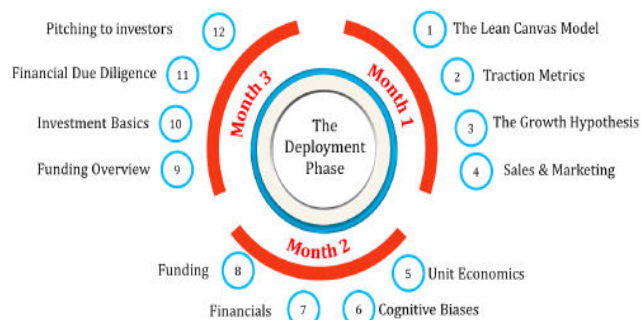 Pitching to investors
12
Financial Due Diligence
11
Investment Basics
10
Funding Overview
9
Month 3
The
Deployment
Phase
Month 1
1
The Lean Canvas Model
2
Traction Metrics
3
The Growth Hypothesis
4
Sales & Marketing
Month 2
5
Unit Economics
6
Cognitive Biases
7
Financials
8
Funding